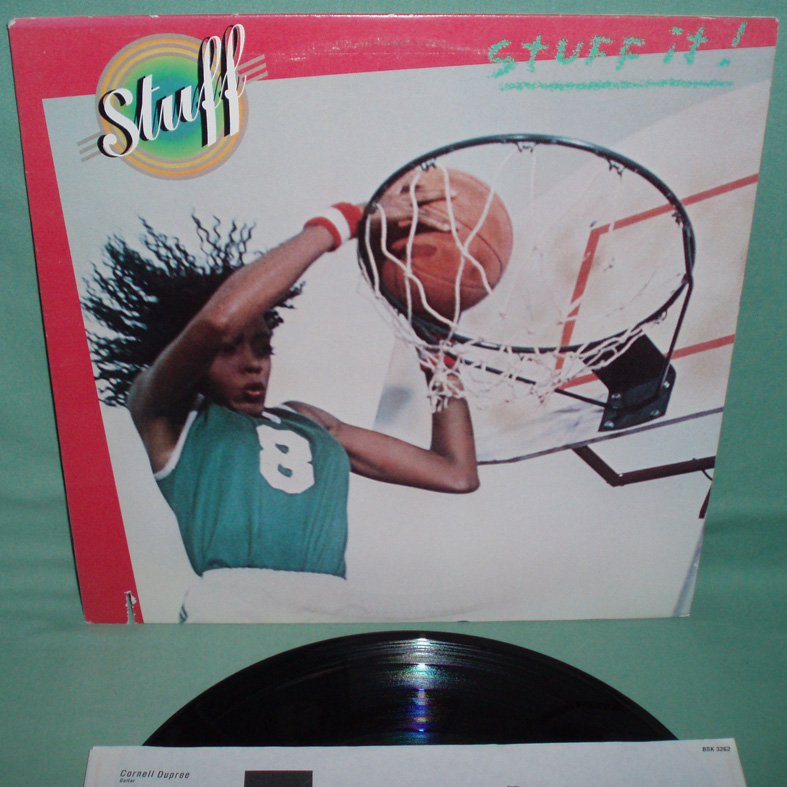 Stuff
STUFF it!
8
BSK 3262
Cornell Dupree
Guitar